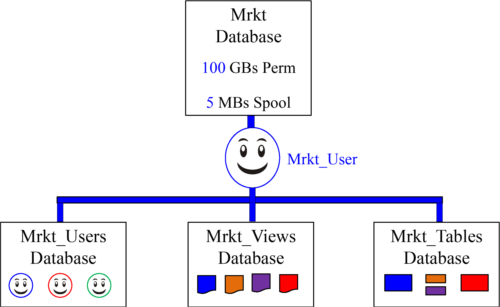 Mrkt
Database
100 GBs Perm
5 MBs Spool
Mrkt_User
Mrkt_Users
Database
Mrkt_Views
Database
Mrkt_Tables
Database